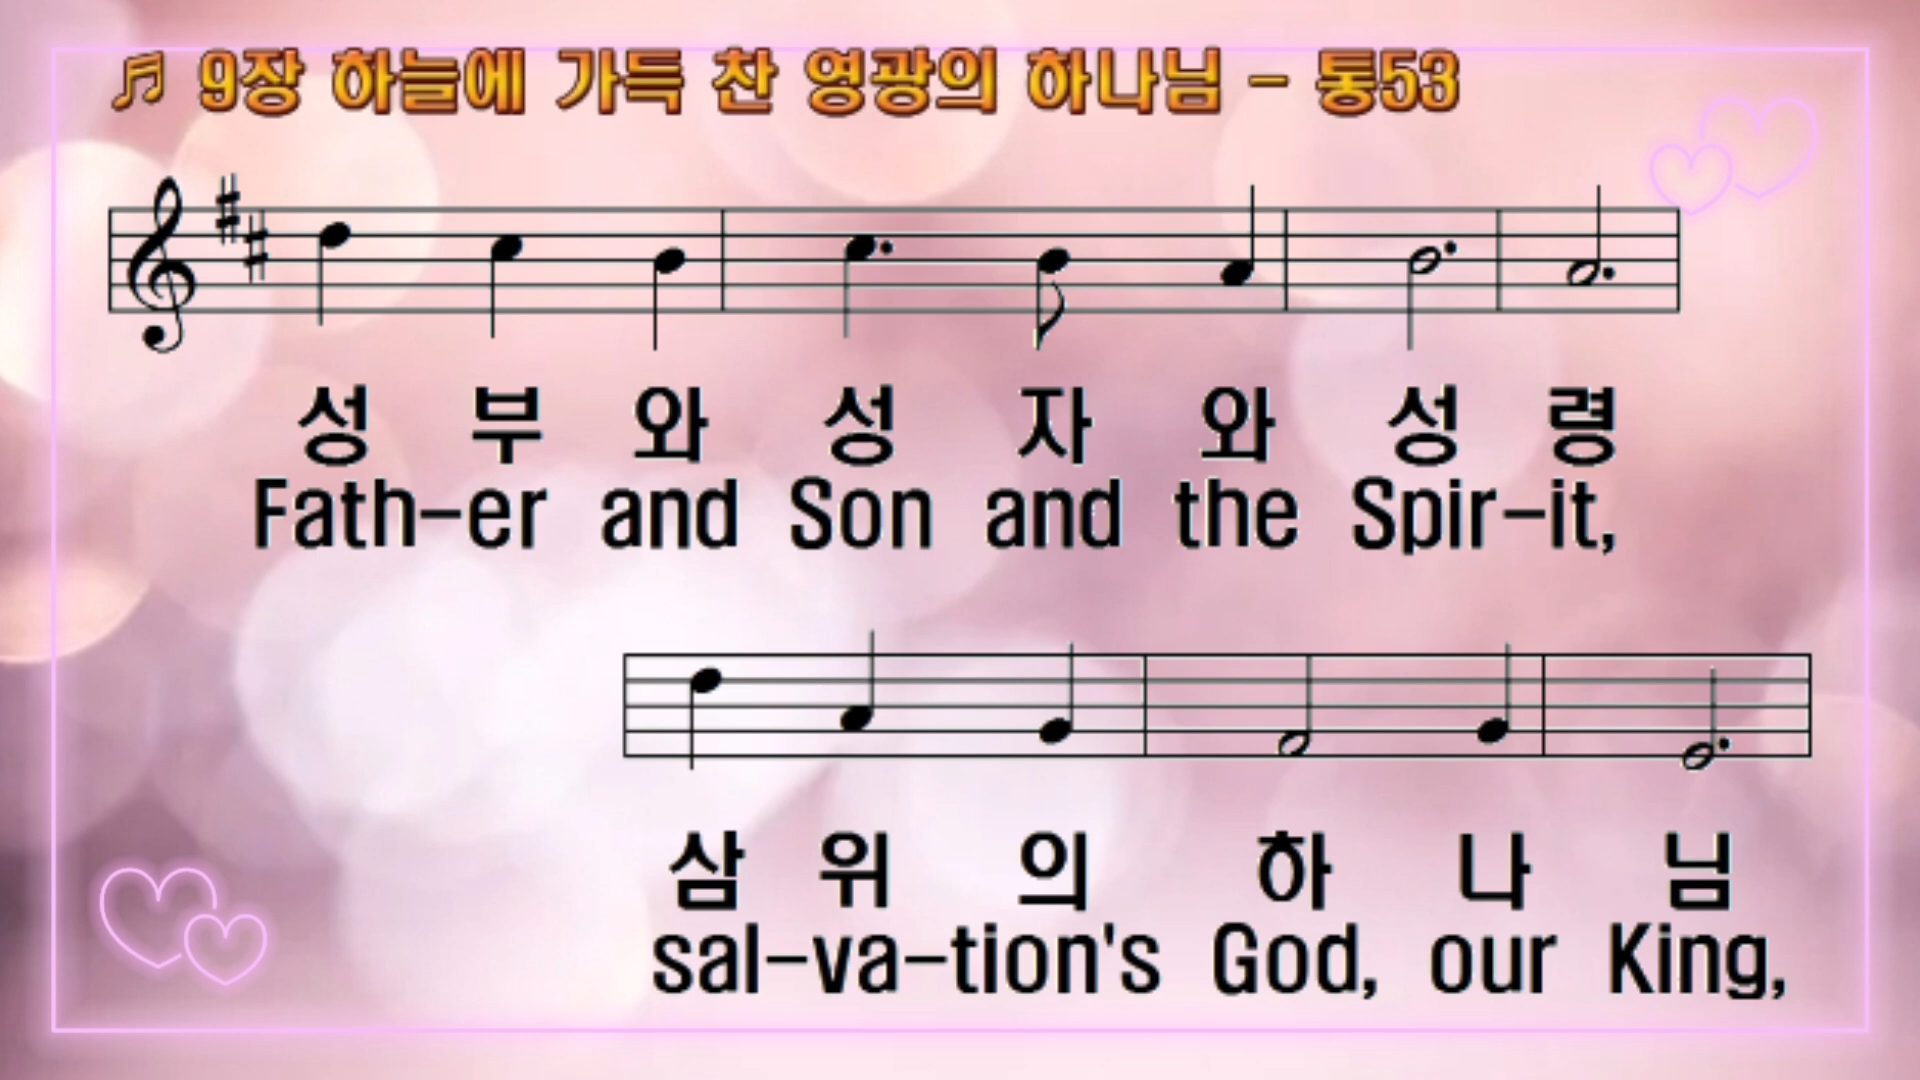 ♬ 9장 하늘에 가득 찬 영광의 하나님 - 통53
성 부 와 성 자 와 성 령
Fath-er and Son and the Spir-it,
삼 위 의 하 나 님
sal-va-tion's God, our King,